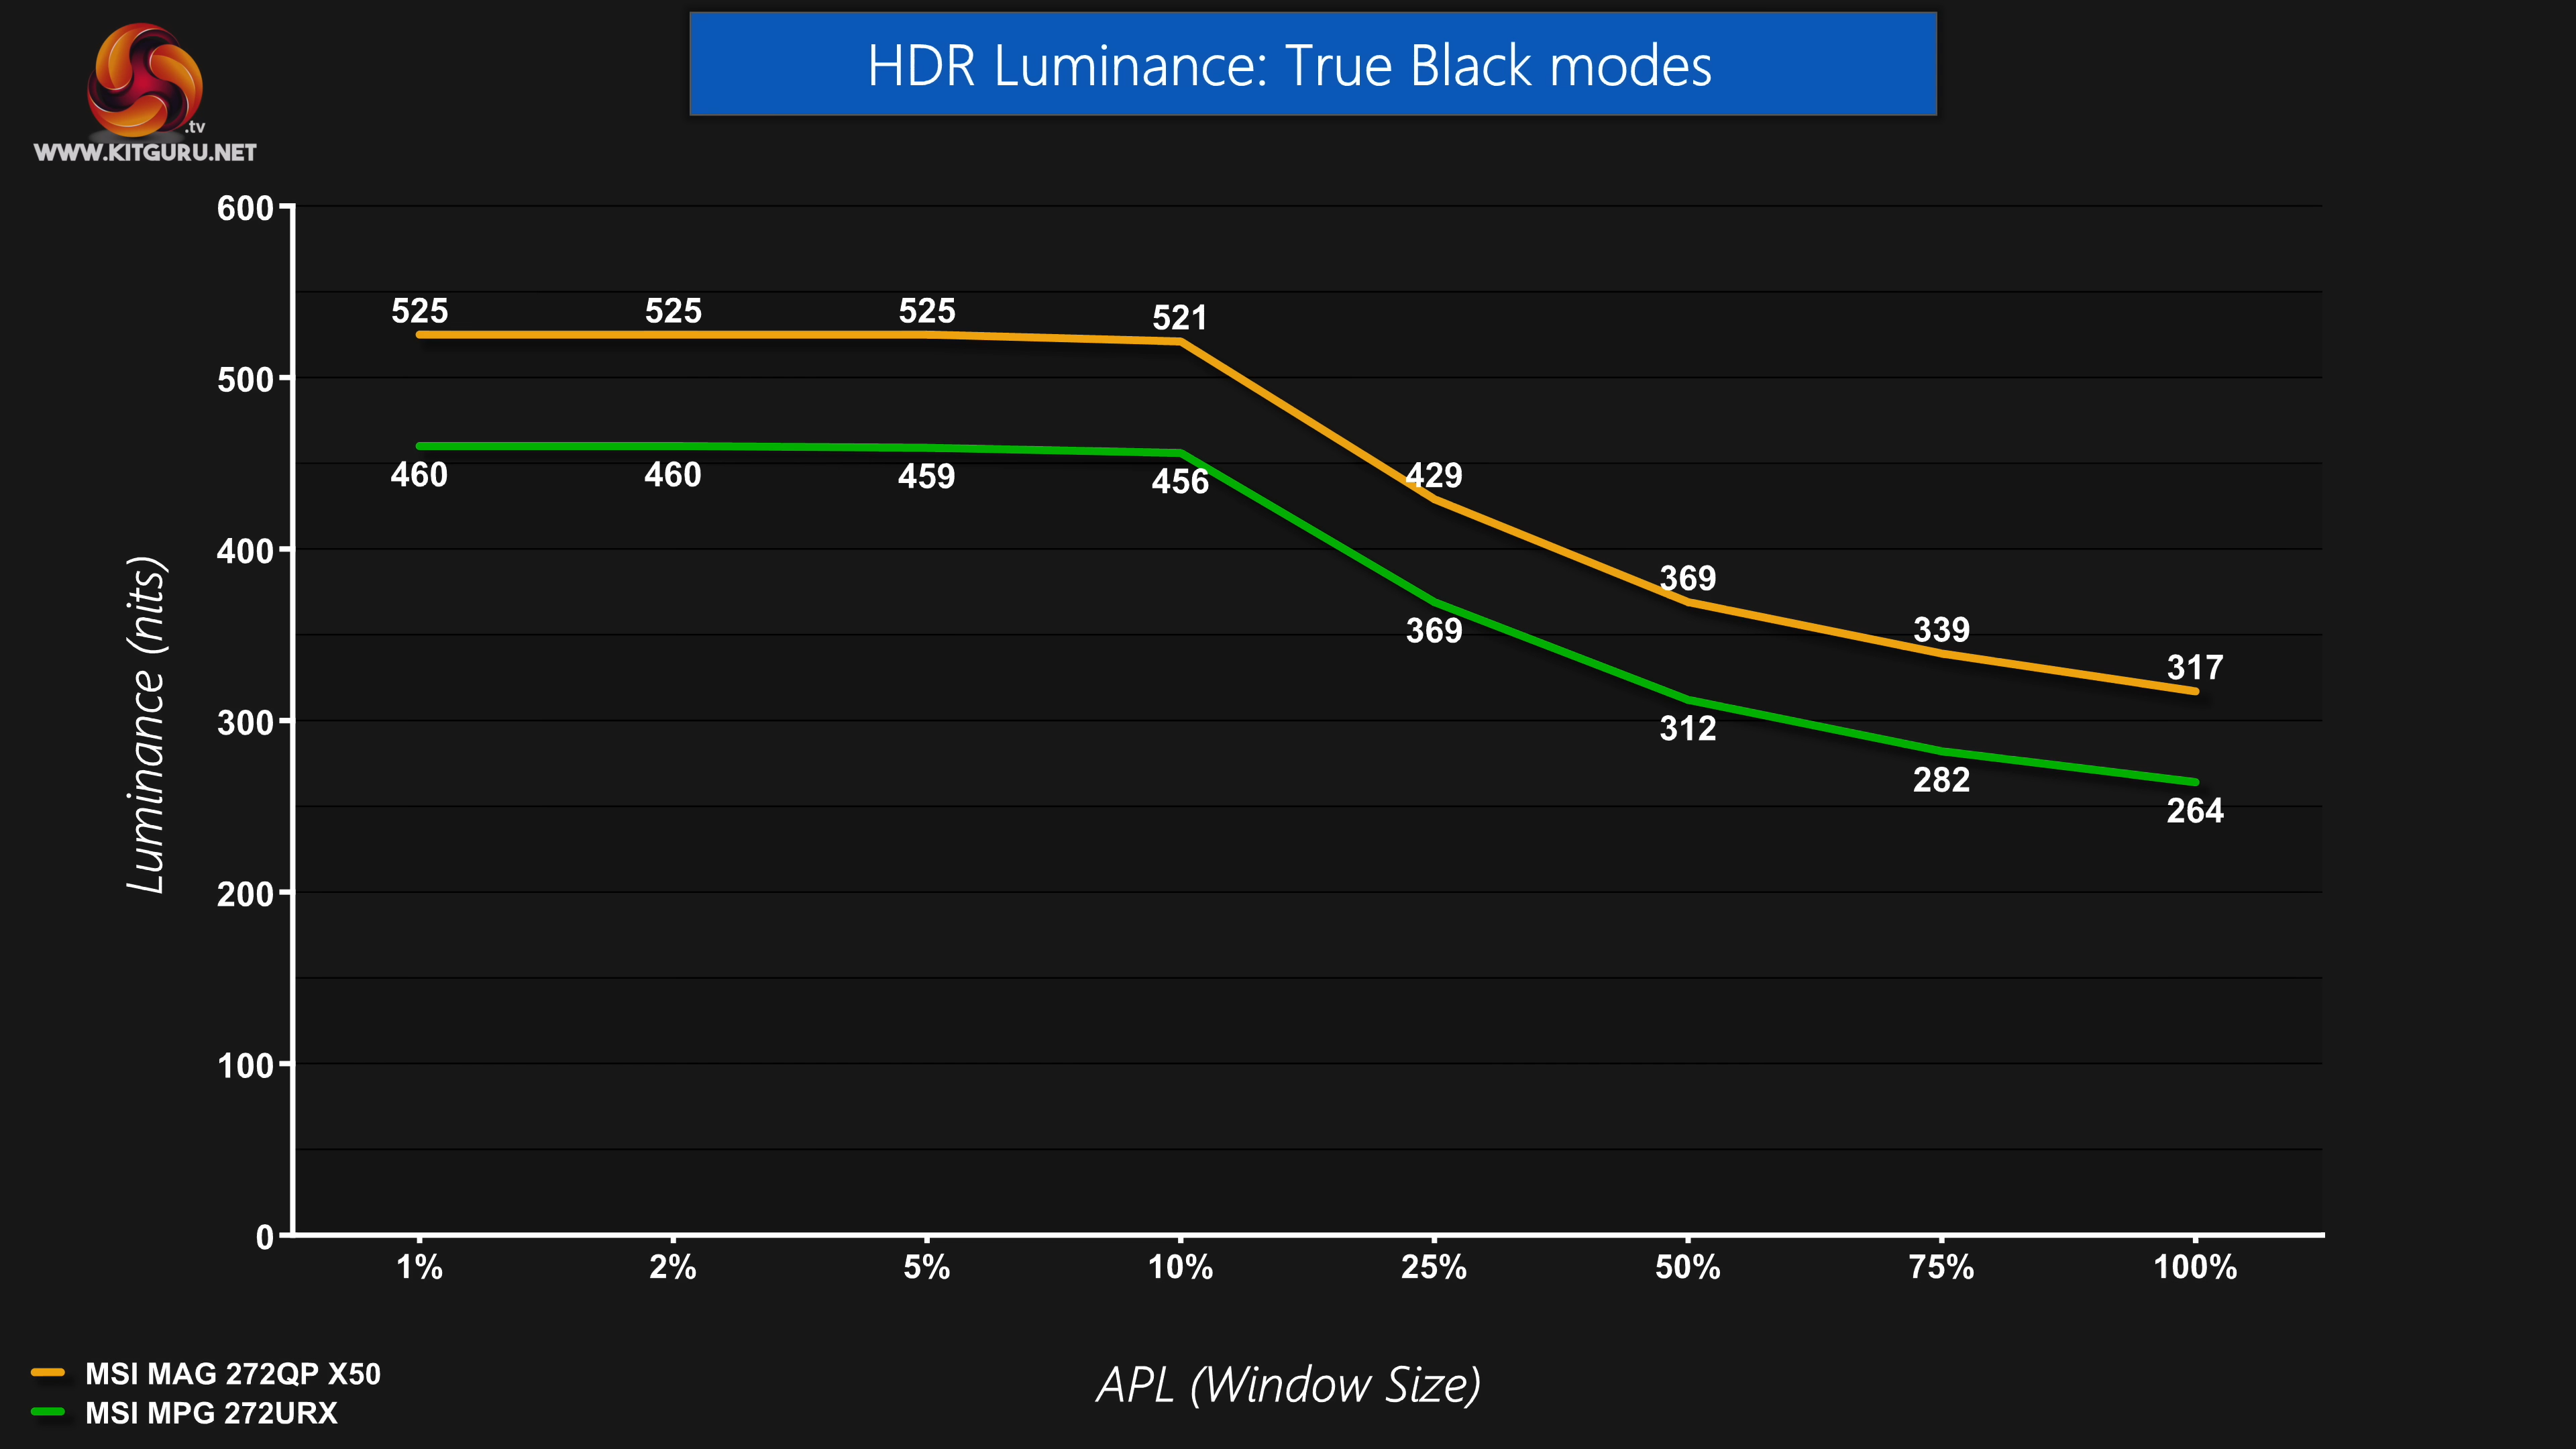 HDR Luminance: True Black modes
.tv
WWW.KITGURU.NET
600
500
400
300
200
100
0
Luminance (nits)
525 525 525 521 429 369 339 317
460 460 459 456 369 312 282 264
1% 2% 5% 10% 25% 50% 75% 100%
APL (Window Size)
MSI MAG 272QP X50
MSI MPG 272URX